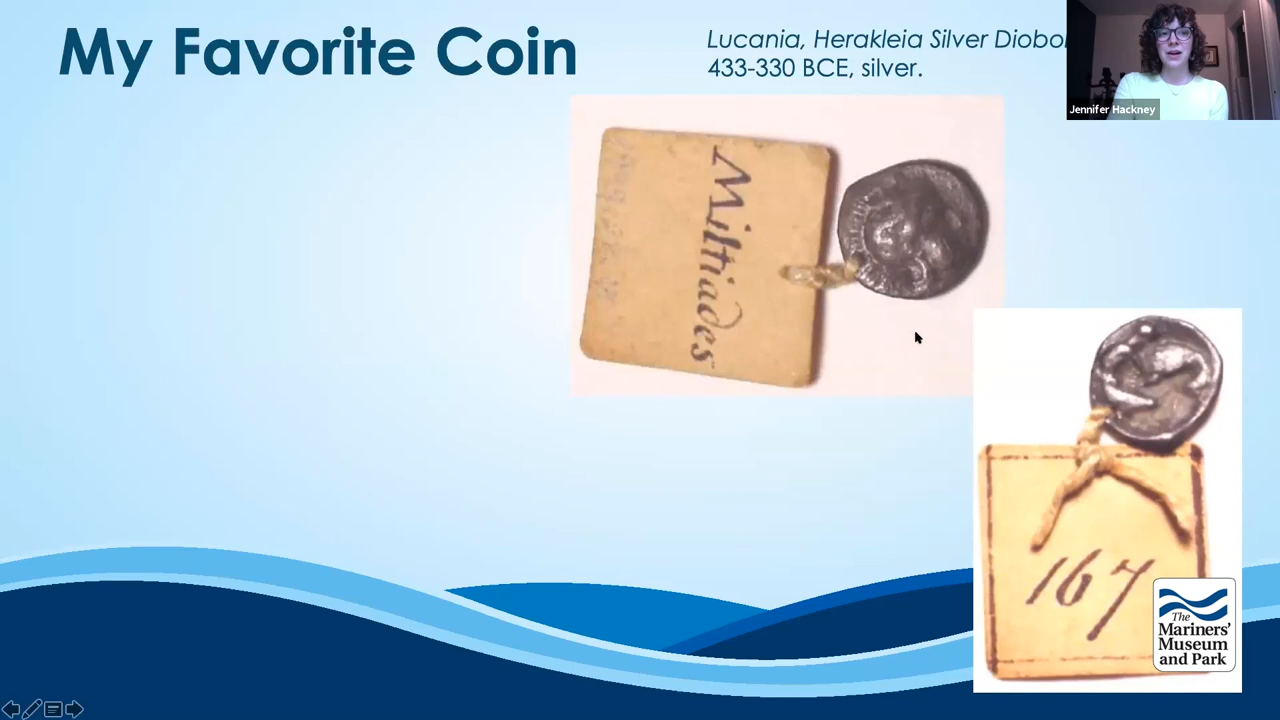 My Favorite Coin
Lucania, Herakleia Silver Diobol
433-330 BCE, silver.
Jennifer Hackney
Miltiades
167
The
Mariners'
Museum
and Park